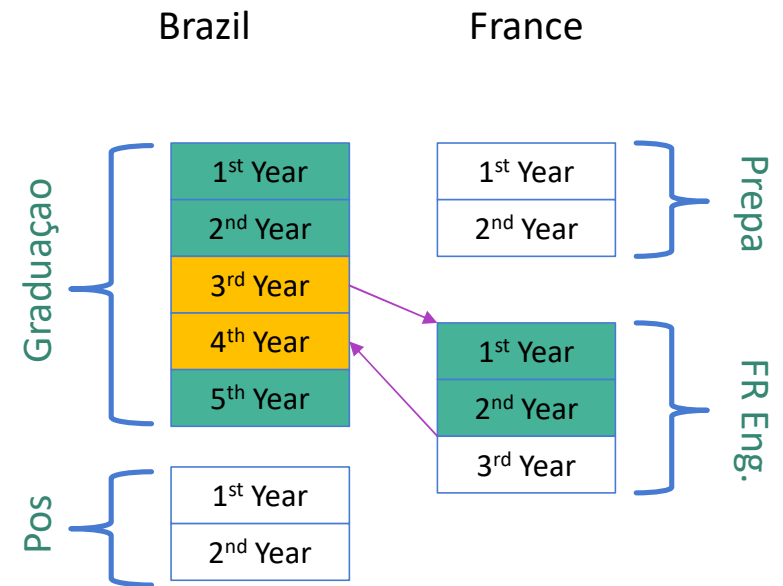 Brazil
France
Graduaçao
1st Year
2nd Year
3rd Year
4th Year
5th Year
Pos
1st Year
2nd Year
1st Year
2nd Year
Prepa
1st Year
2nd Year
3rd Year
FR Eng.